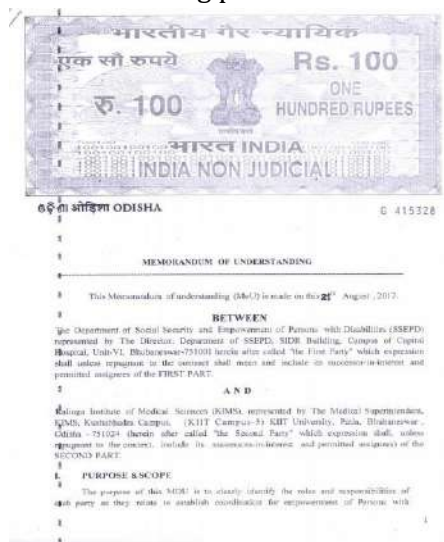 भारतीय गैर न्यायिक
एक सौ रुपये
Rs. 100
रु. 100
ONE
HUNDRED RUPEES
भारत INDIA
INDIA NON JUDICIAL
ଓଡ଼ିଶା ओड़िशा ODISHA
G 415328
MEMORANDUM OF UNDERSTANDING
This Memorandum of understanding (MoU) is made on this 21st August, 2017.
BETWEEN
The Department of Social Security and Empowerment of Persons with Disabilities (SSEPD)
represented by The Director, Department of SSEPD, SIDR Building, Campus of Capital
Hospital, Unit-VI, Bhubaneswar-751001 herein after called "the First Party" which expression
shall unless repugnant to the context shall mean and include its successor-in-interest and
permitted assignees of the FIRST PART.
A N D
Kalinga Institute of Medical Sciences (KIMS), represented by The Medical Superintendent,
KIMS, Kushabhadra Campus, (KIIT Campus-5) KIIT University, Patia, Bhubaneswar,
Odisha - 751024 (herein after called "the Second Party" which expression shall, unless
repugnant to the context, include its successor-in-interest and permitted assignees) of the
SECOND PART.
PURPOSE & SCOPE
The purpose of this MOU is to clearly identify the roles and responsibilities of
each party as they relate to establish coordination for empowerment of Persons with
1